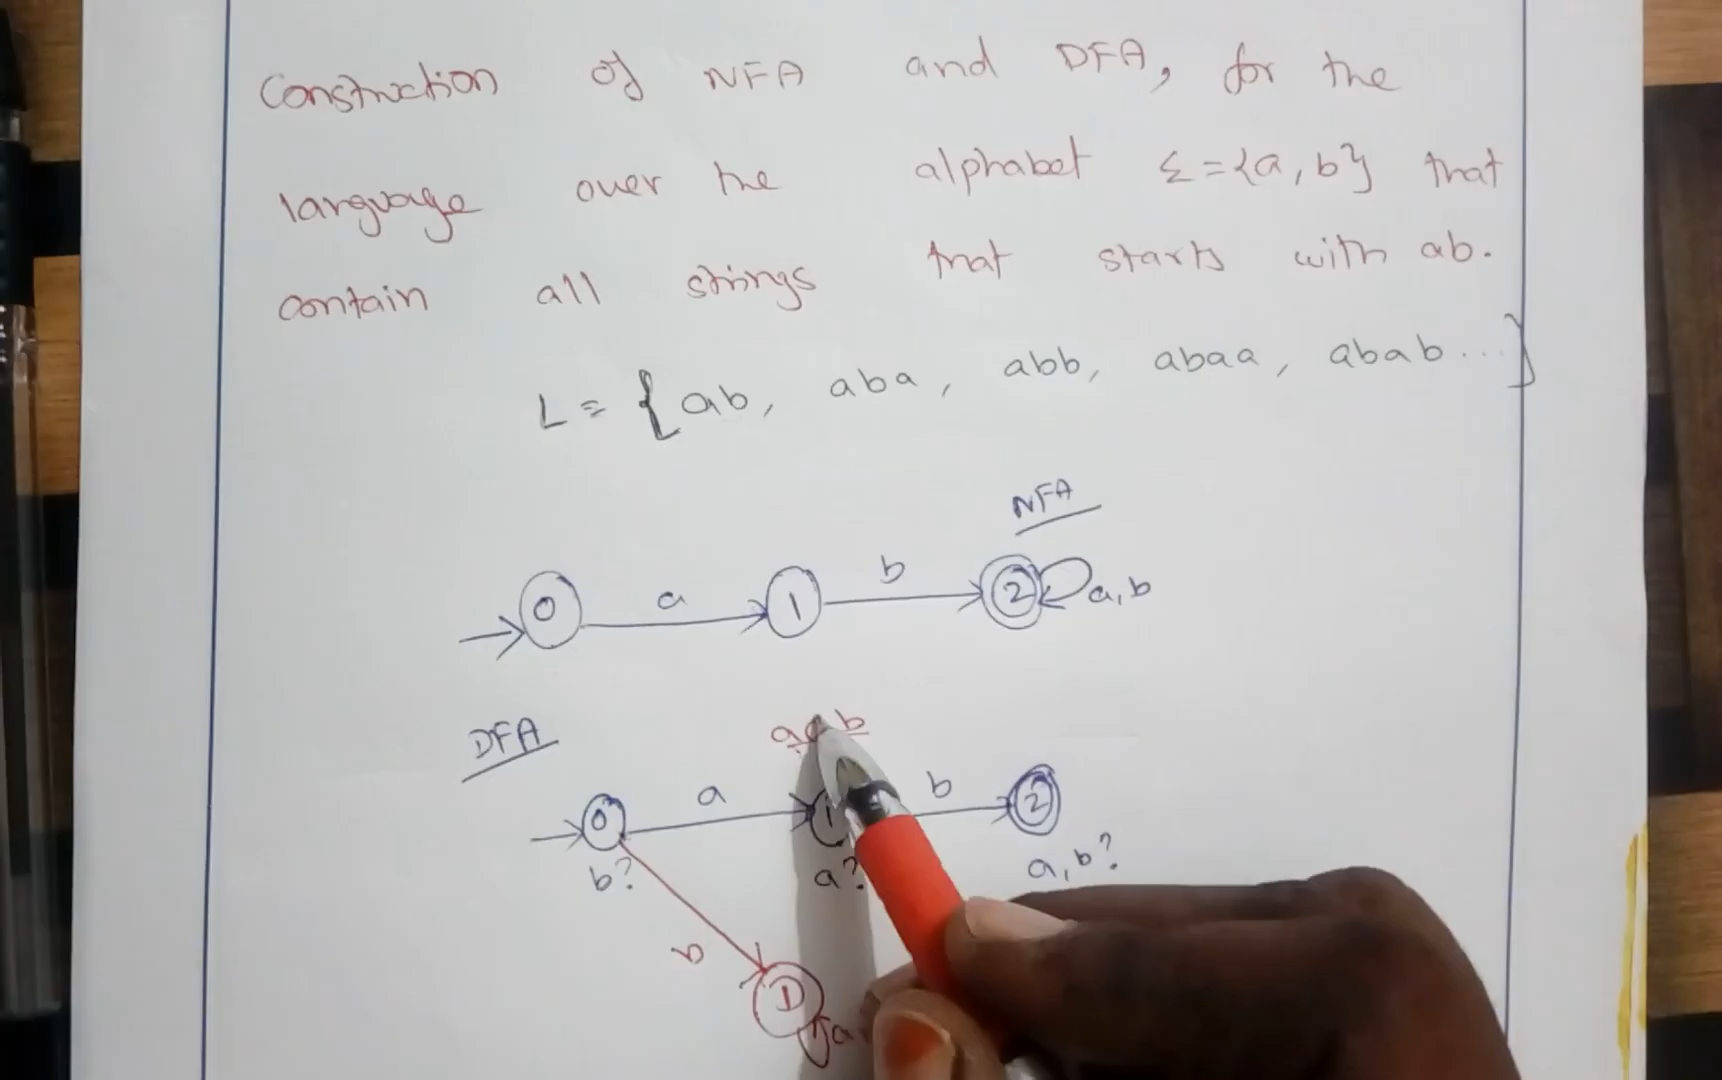 Construction of NFA and DFA, for the
language over the alphabet Σ={a,b} that
contain all strings that starts with ab.
L = {ab, aba, abb, abaa, abab...}
NFA
0 a 1 b 2 a,b
DFA
0 a 1 b 2
b? a? a,b?
b
D
a